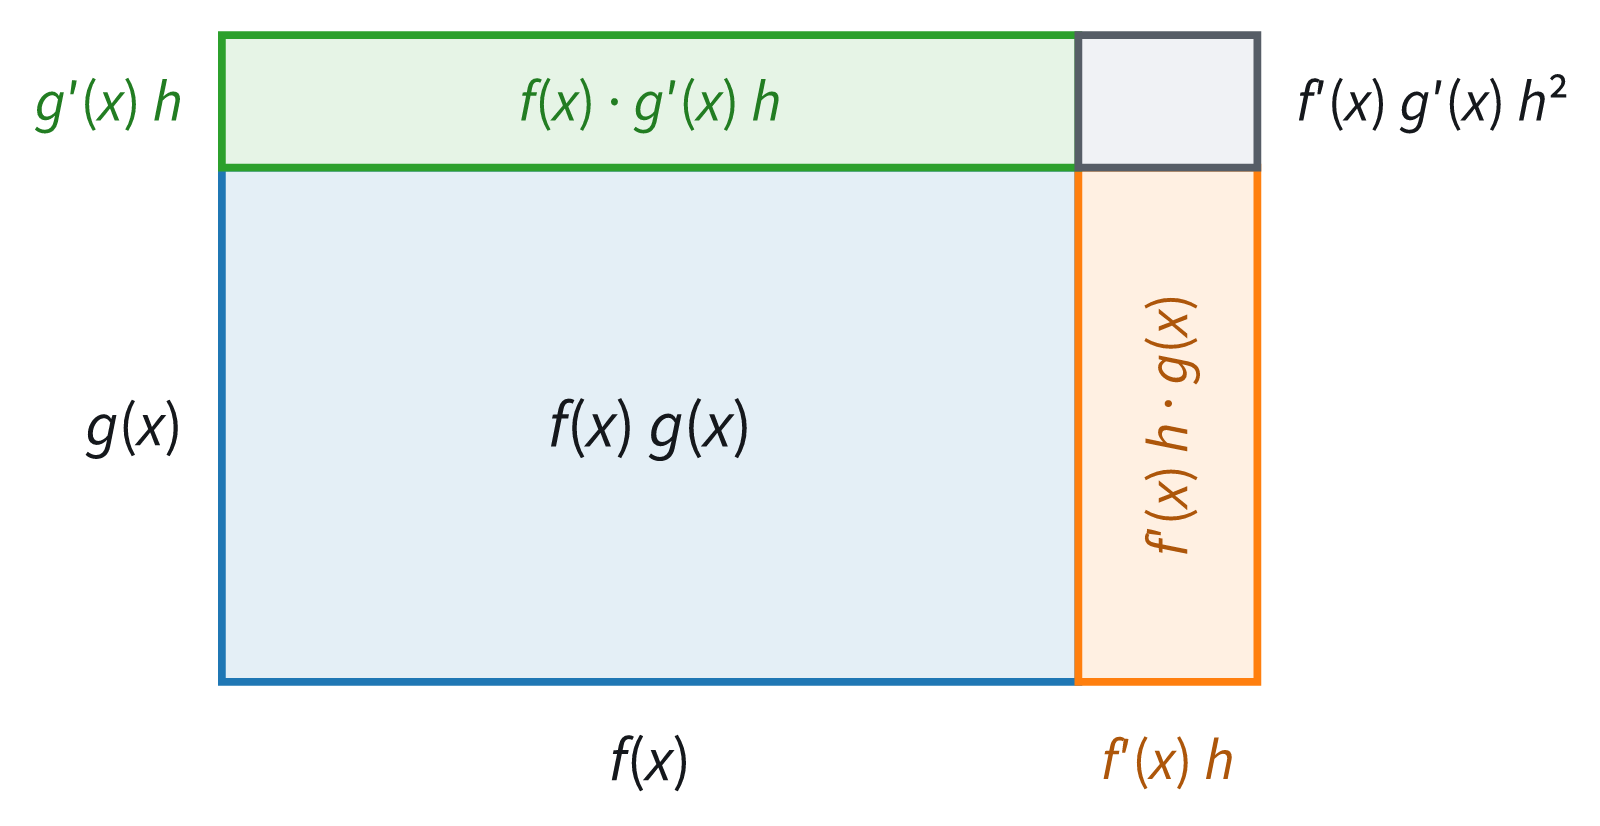 g'(x) h
f(x) · g'(x) h
f'(x) g'(x) h²
g(x)
f(x) g(x)
f'(x) h · g(x)
f(x)
f'(x) h